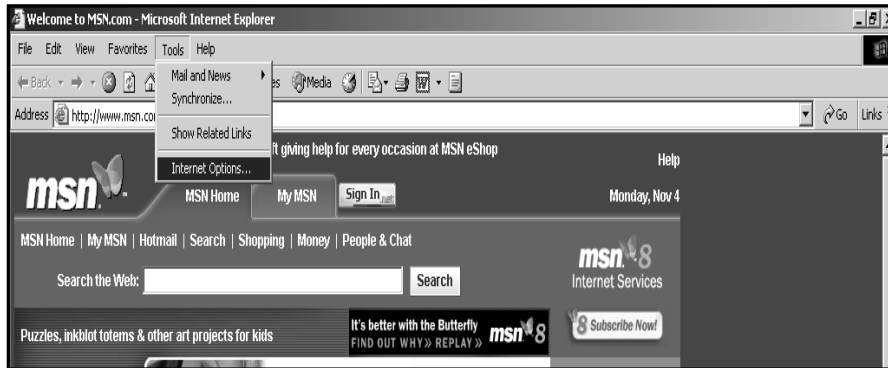 Welcome to MSN.com - Microsoft Internet Explorer
File Edit View Favorites Tools Help
Back Media
Mail and News
Synchronize...
Show Related Links
Internet Options...
Address http://www.msn.co Go Links
giving help for every occasion at MSN eShop
Help
msn
MSN Home My MSN Sign In .net Monday, Nov 4
MSN Home | My MSN | Hotmail | Search | Shopping | Money | People & Chat
msn 8
Internet Services
Search the Web: Search
8 Subscribe Now!
Puzzles, inkblot totems & other art projects for kids
It's better with the Butterfly
FIND OUT WHY» REPLAY»
msn 8